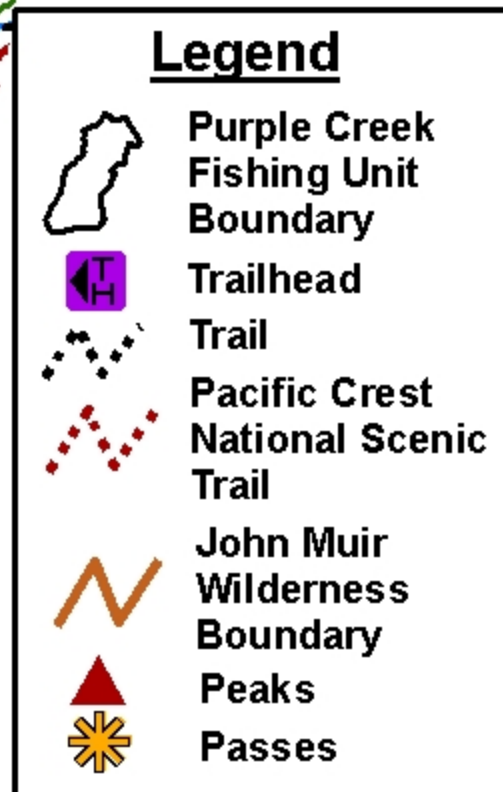 Legend
Purple Creek
Fishing Unit
Boundary
TH
Trailhead
Trail
Pacific Crest
National Scenic
Trail
John Muir
Wilderness
Boundary
Peaks
Passes